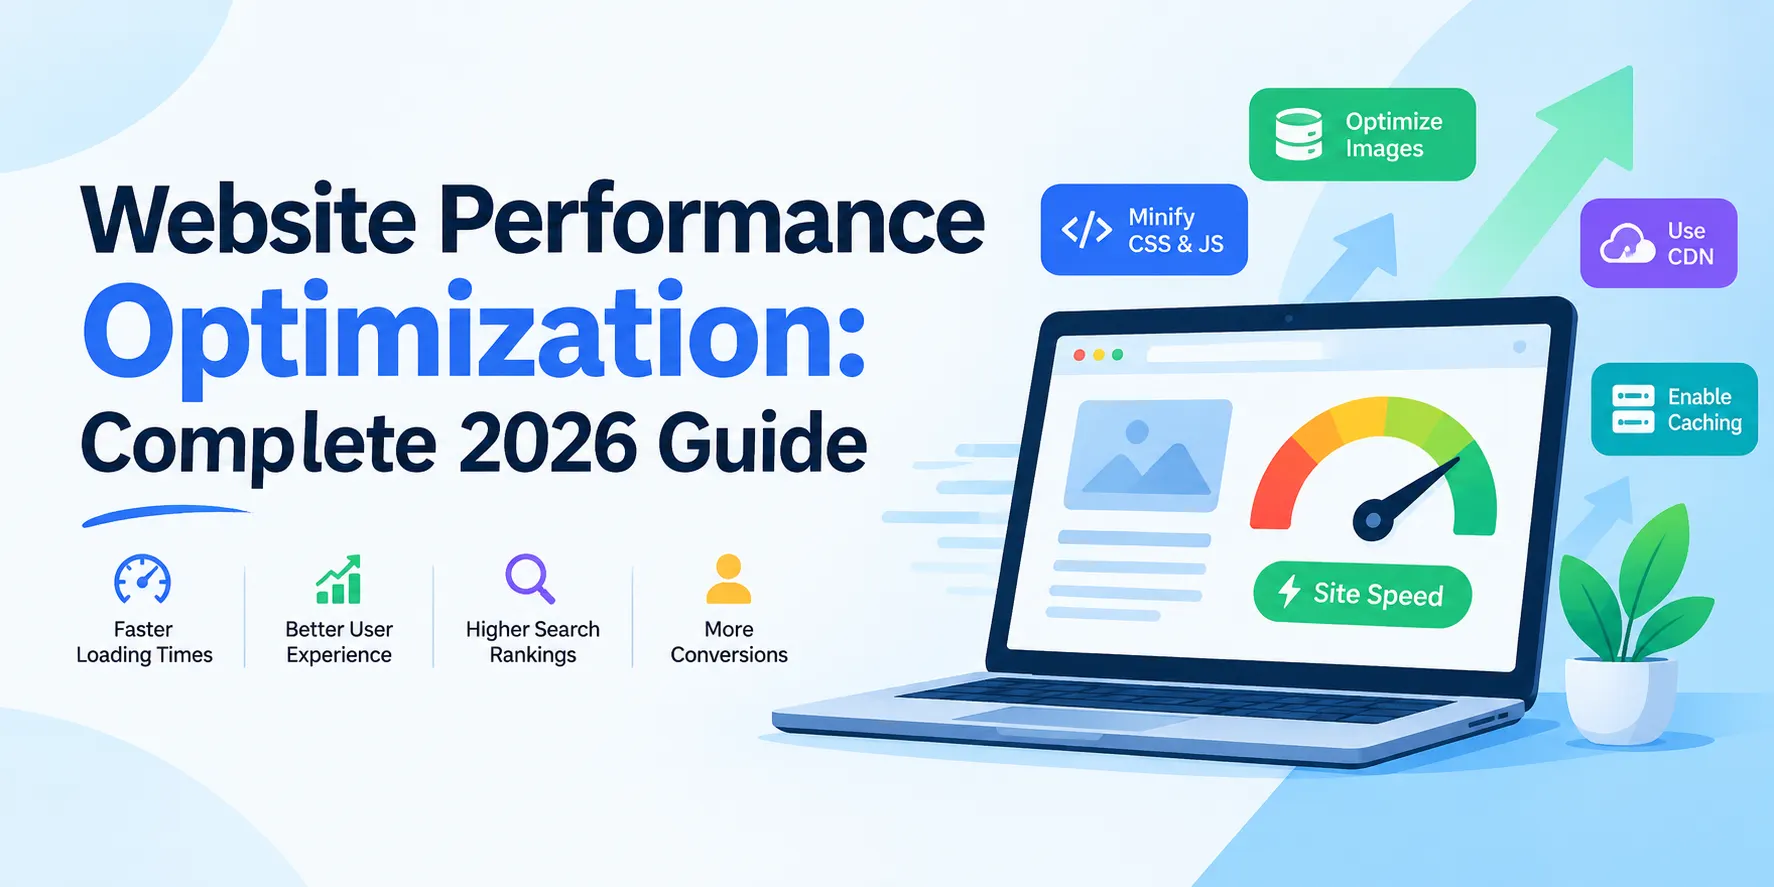 Website Performance
Optimization:
Complete 2026 Guide
Faster
Loading Times
Better User
Experience
Higher Search
Rankings
More
Conversions
Minify
CSS & JS
Optimize
Images
Use
CDN
Enable
Caching
Site Speed